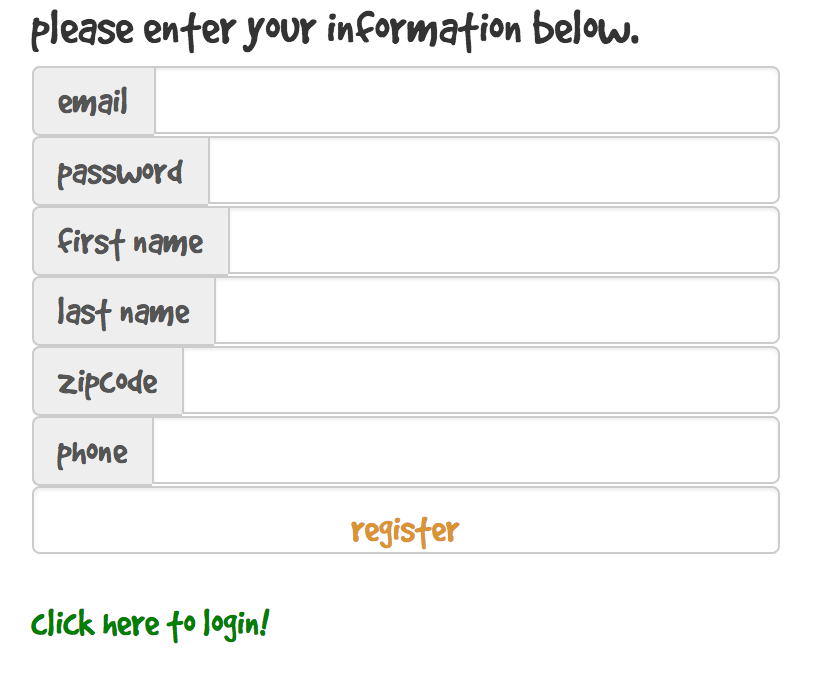 please enter your information below.
email
password
first name
last name
zipcode
phone
register
Click here to login!